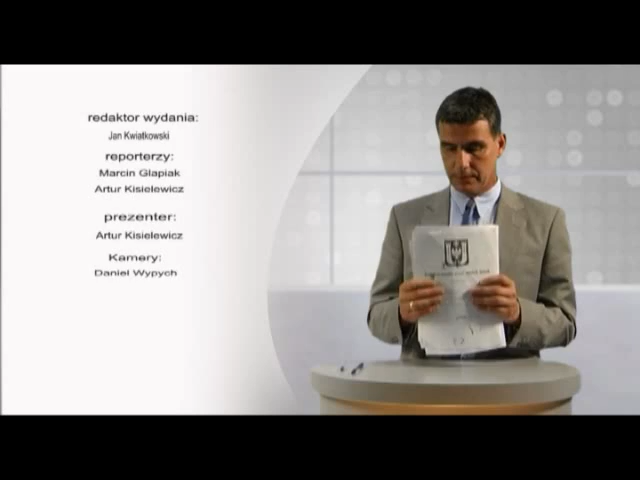 redaktor wydania:
Jan Kwiatkowski
reporterzy:
Marcin Glapiak
Artur Kisielewicz
prezenter:
Artur Kisielewicz
Kamery:
Daniel Wypych